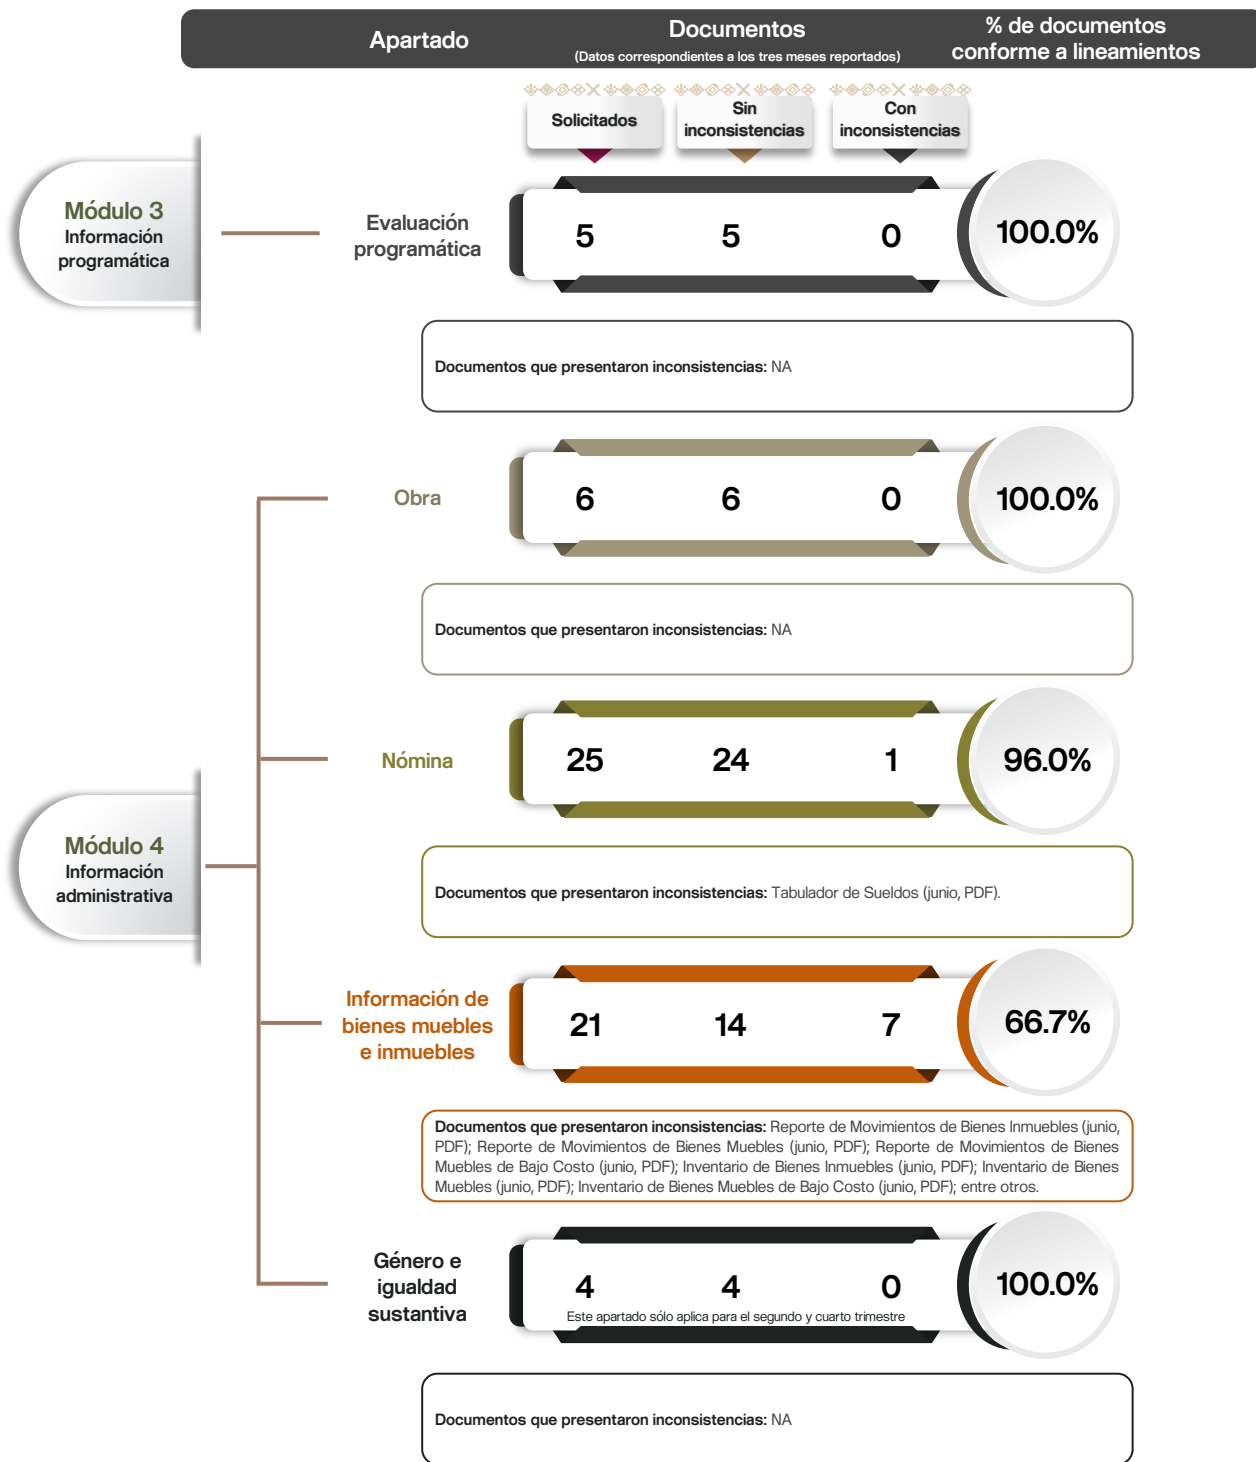 Apartado
Documentos
(Datos correspondientes a los tres meses reportados)
% de documentos
conforme a lineamientos
Solicitados
Sin
inconsistencias
Con
inconsistencias
Módulo 3
Información
programática
Evaluación
programática
5
5
0
100.0%
Documentos que presentaron inconsistencias: NA
Obra
6
6
0
100.0%
Documentos que presentaron inconsistencias: NA
Nómina
25
24
1
96.0%
Módulo 4
Información
administrativa
Documentos que presentaron inconsistencias: Tabulador de Sueldos (junio, PDF).
Información de
bienes muebles
e inmuebles
21
14
7
66.7%
Documentos que presentaron inconsistencias: Reporte de Movimientos de Bienes Inmuebles (junio,
PDF); Reporte de Movimientos de Bienes Muebles (junio, PDF); Reporte de Movimientos de Bienes
Muebles de Bajo Costo (junio, PDF); Inventario de Bienes Inmuebles (junio, PDF); Inventario de Bienes
Muebles (junio, PDF); Inventario de Bienes Muebles de Bajo Costo (junio, PDF); entre otros.
Género e
igualdad
sustantiva
4
4
0
100.0%
Este apartado sólo aplica para el segundo y cuarto trimestre
Documentos que presentaron inconsistencias: NA